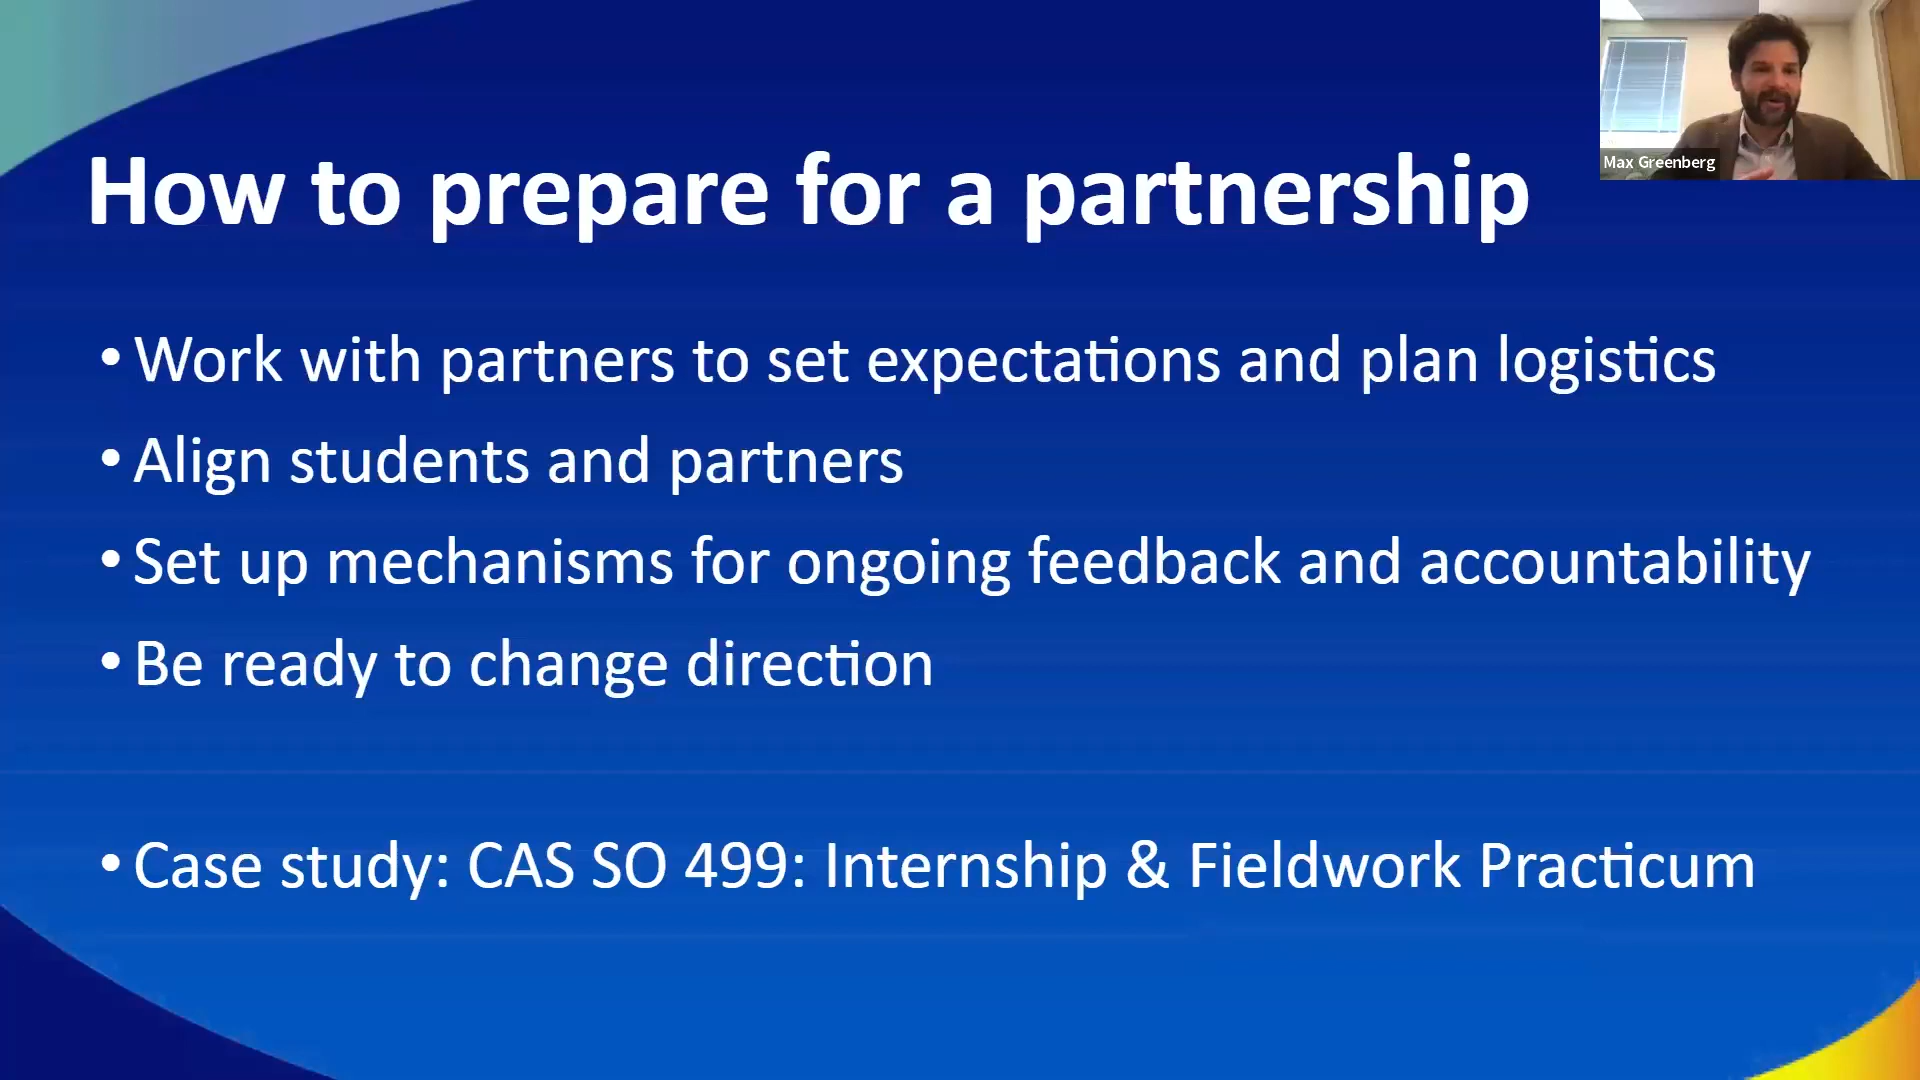 Max Greenberg
How to prepare for a partnership
• Work with partners to set expectations and plan logistics
• Align students and partners
• Set up mechanisms for ongoing feedback and accountability
• Be ready to change direction
• Case study: CAS SO 499: Internship & Fieldwork Practicum